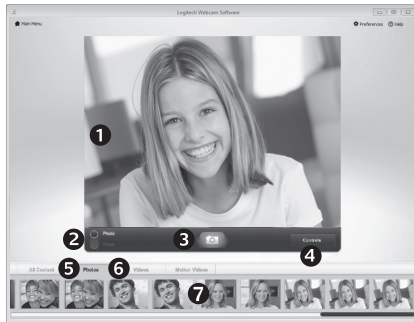 Logitech Webcam Software
Main Menu
Preferences Help
1
2 Photo
Video
3
Controls
4
All Content 5 Photos 6 Videos Motion Videos
7